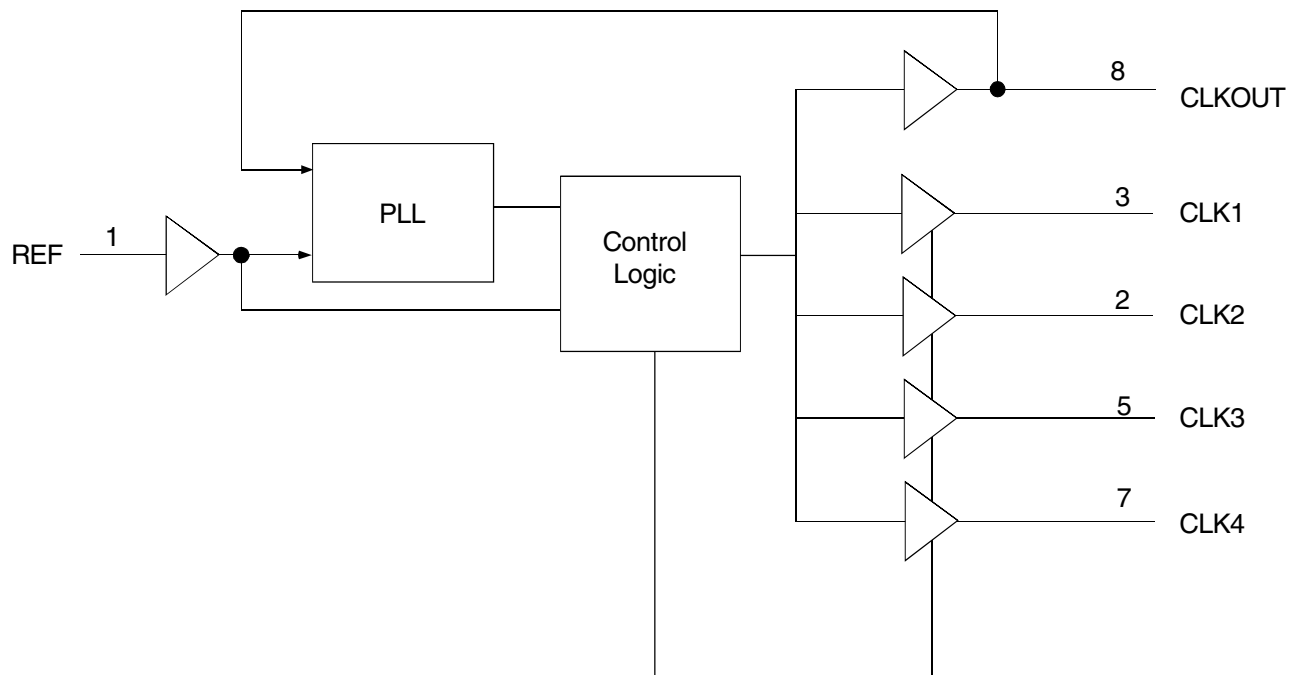 8
CLKOUT
PLL
3
CLK1
REF
1
Control
Logic
2
CLK2
5
CLK3
7
CLK4